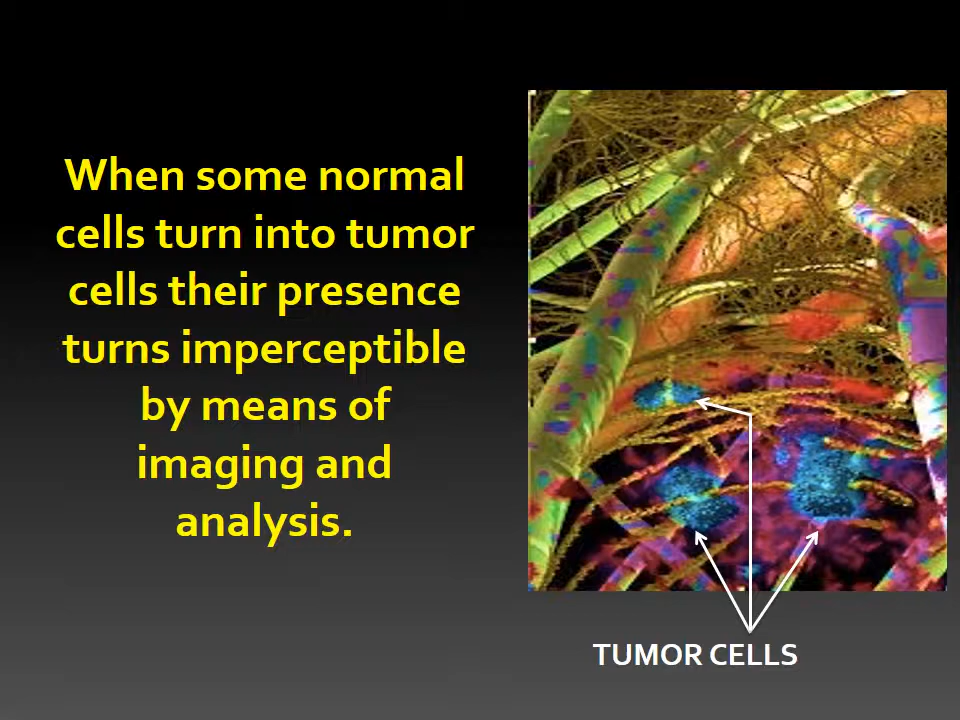 When some normal
cells turn into tumor
cells their presence
turns imperceptible
by means of
imaging and
analysis.
TUMOR CELLS